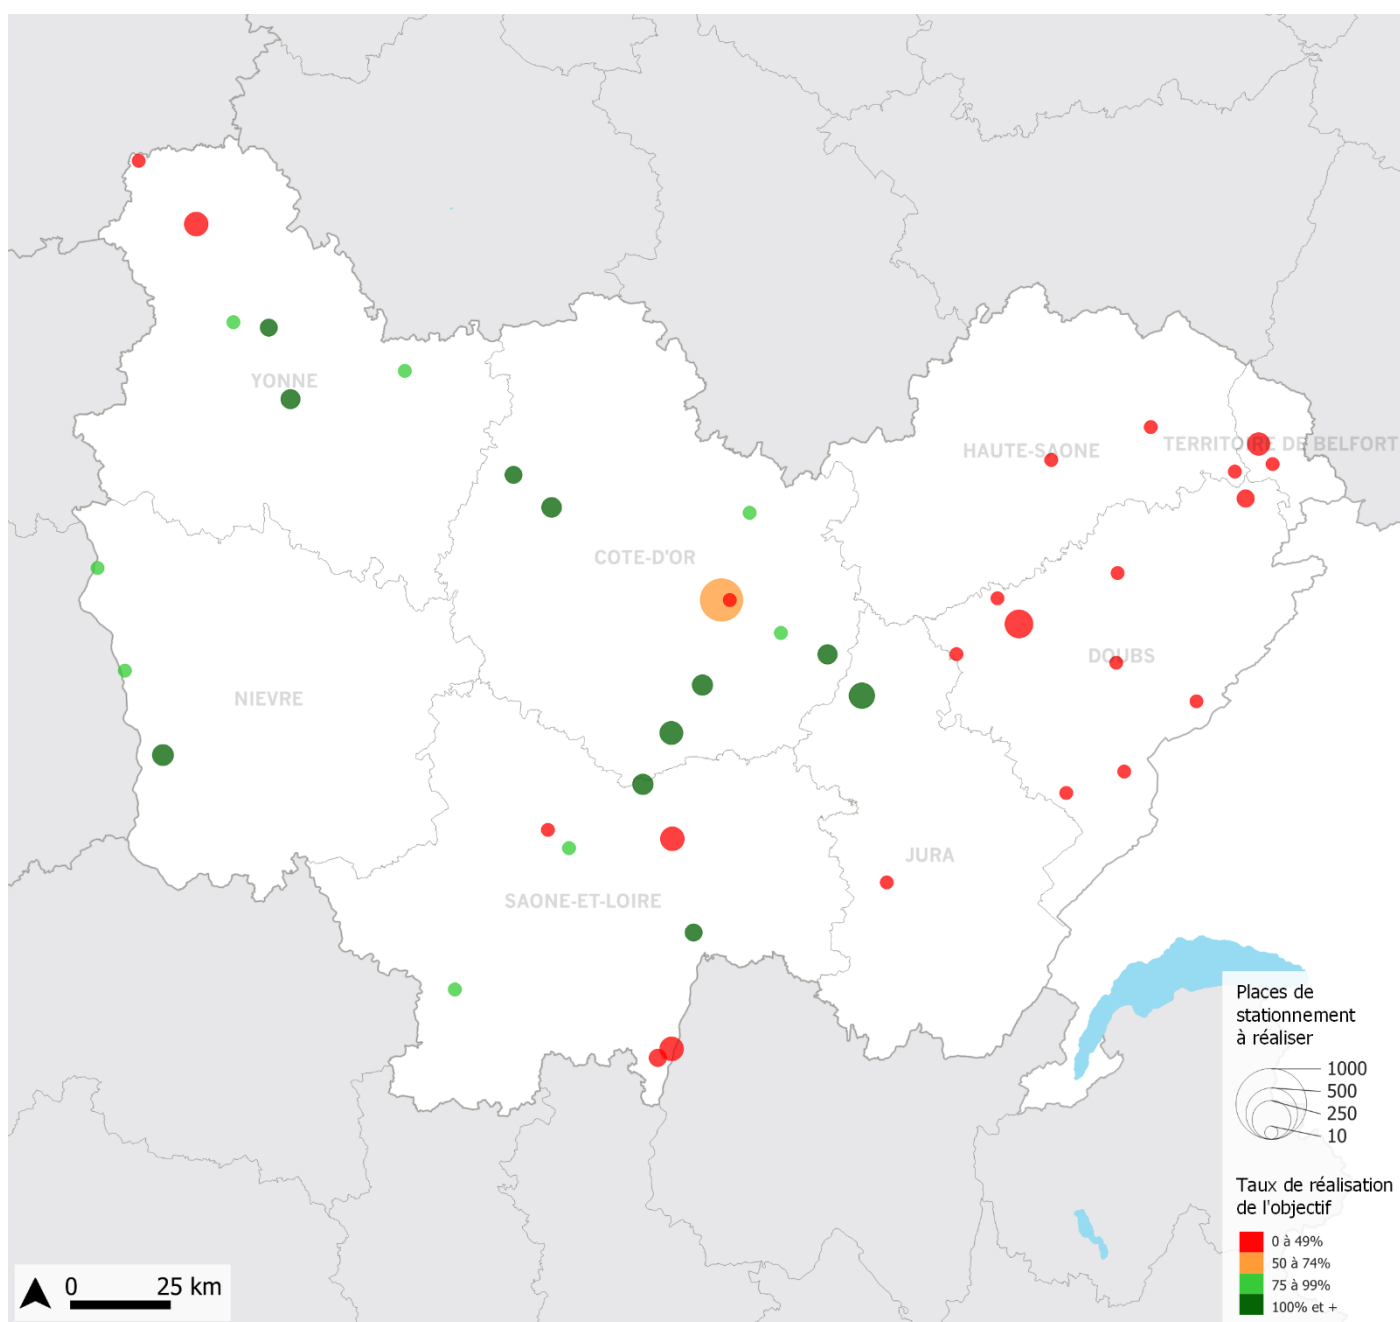 YONNE
HAUTE-SAONE
TERRITOIRE DE BELFORT
COTE-D'OR
DOUBS
NIEVRE
JURA
SAONE-ET-LOIRE
Places de
stationnement
à réaliser
1000
500
250
10
Taux de réalisation
de l'objectif
0 à 49%
50 à 74%
75 à 99%
100% et +
0 25 km